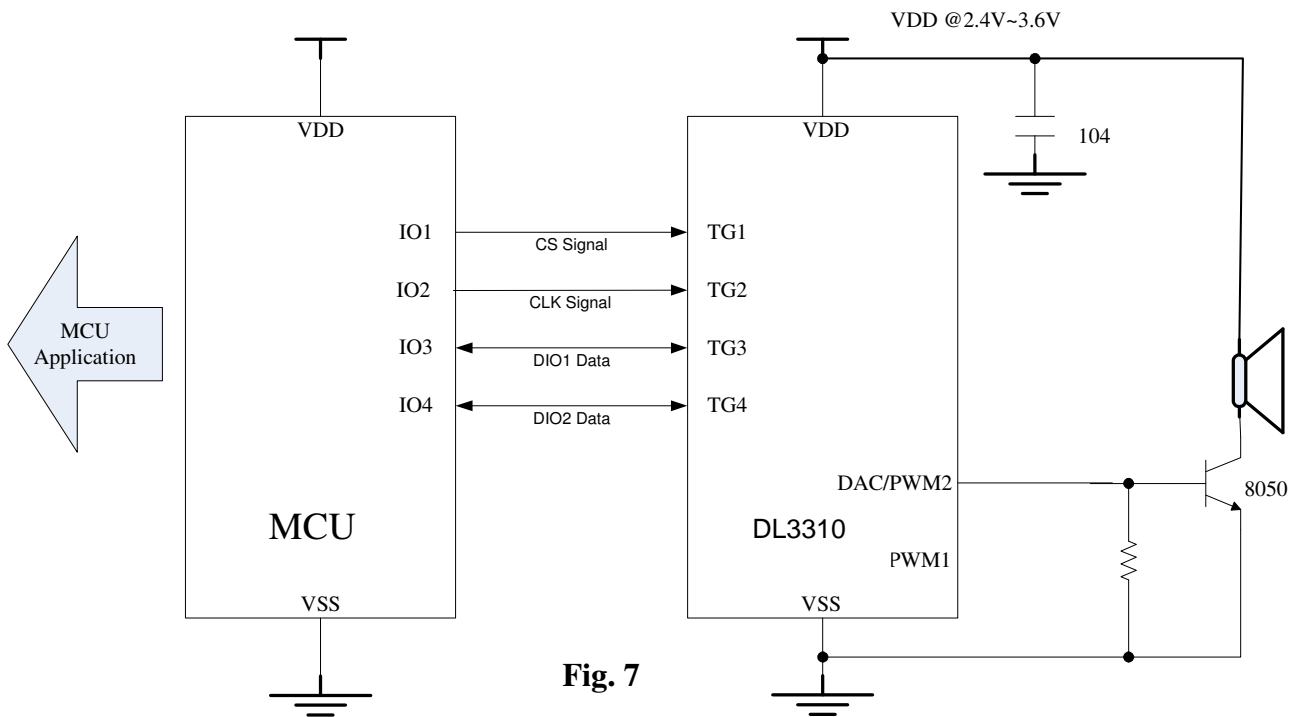 VDD @2.4V~3.6V
VDD
VDD
104
IO1
CS Signal
TG1
IO2
CLK Signal
TG2
MCU
Application
IO3
DIO1 Data
TG3
IO4
DIO2 Data
TG4
DAC/PWM2
8050
MCU
DL3310
PWM1
VSS
VSS
Fig. 7